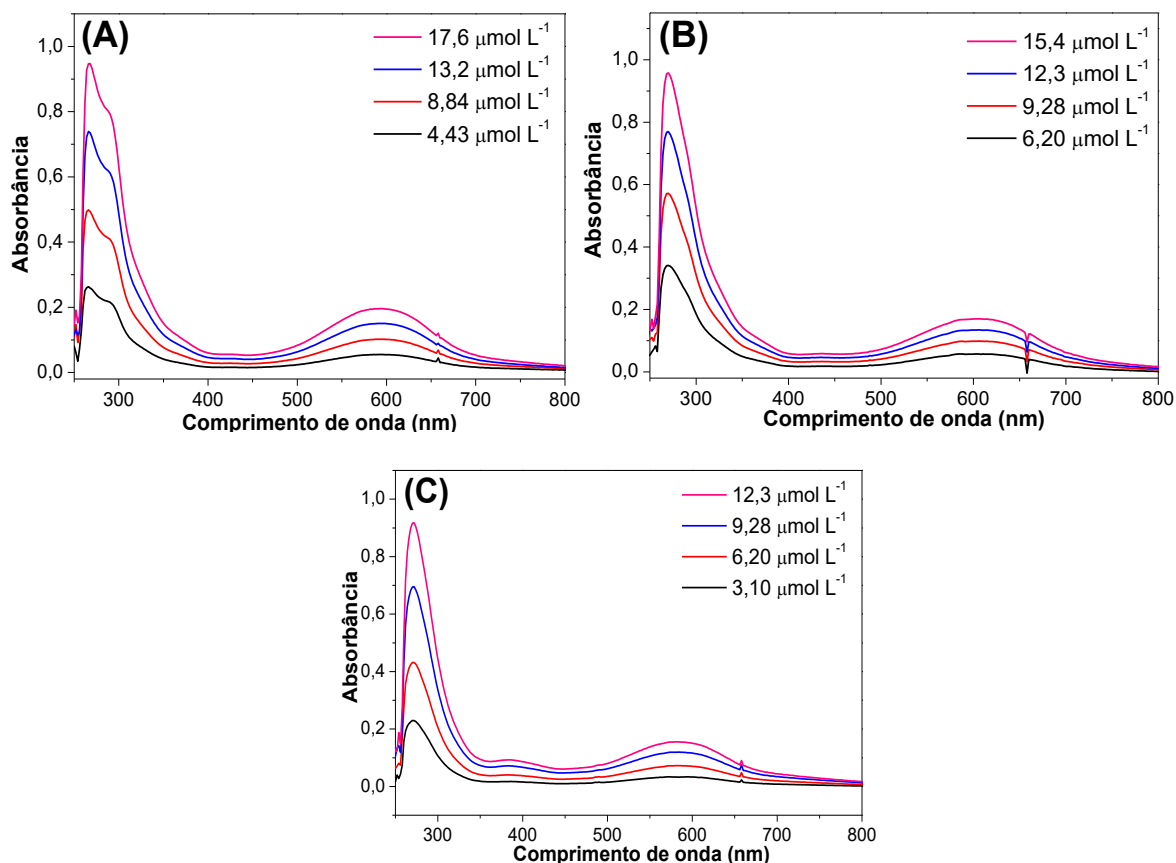 (A)
17,6 μmol L⁻¹
13,2 μmol L⁻¹
8,84 μmol L⁻¹
4,43 μmol L⁻¹
1,0
0,8
0,6
0,4
0,2
0,0
Absorbância
300 400 500 600 700 800
Comprimento de onda (nm)
(B)
15,4 μmol L⁻¹
12,3 μmol L⁻¹
9,28 μmol L⁻¹
6,20 μmol L⁻¹
1,0
0,8
0,6
0,4
0,2
0,0
Absorbância
300 400 500 600 700 800
Comprimento de onda (nm)
(C)
12,3 μmol L⁻¹
9,28 μmol L⁻¹
6,20 μmol L⁻¹
3,10 μmol L⁻¹
1,0
0,8
0,6
0,4
0,2
0,0
Absorbância
300 400 500 600 700 800
Comprimento de onda (nm)